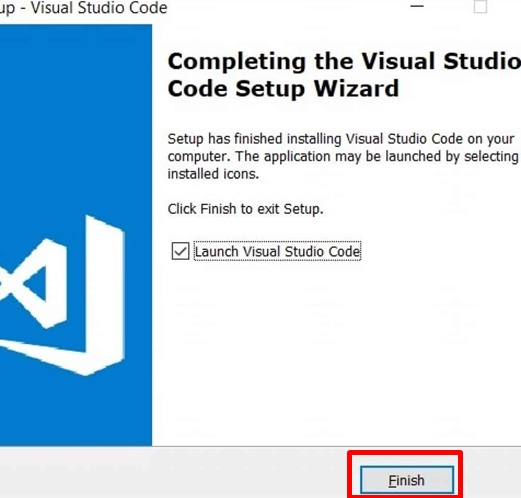 up - Visual Studio Code
Completing the Visual Studio
Code Setup Wizard
Setup has finished installing Visual Studio Code on your
computer. The application may be launched by selecting
installed icons.
Click Finish to exit Setup.
Launch Visual Studio Code
Finish